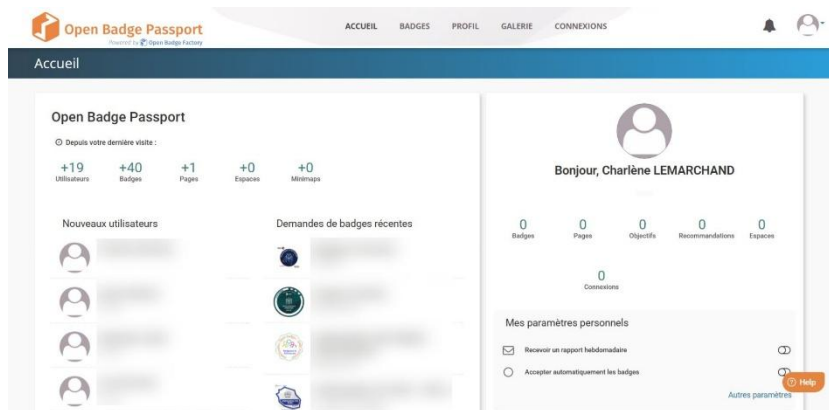 Open Badge Passport
Powered by Open Badge Factory
ACCUEIL BADGES PROFIL GALERIE CONNEXIONS
Accueil
Open Badge Passport
Depuis votre dernière visite :
+19 +40 +1 +0 +0
Utilisateurs Badges Pages Espaces Minimaps
Nouveaux utilisateurs
Demandes de badges récentes
Bonjour, Charlène LEMARCHAND
0 0 0 0 0
Badges Pages Objectifs Recommandations Espaces
0
Connexions
Mes paramètres personnels
Recevoir un rapport hebdomadaire
Accepter automatiquement les badges
Help
Autres paramètres